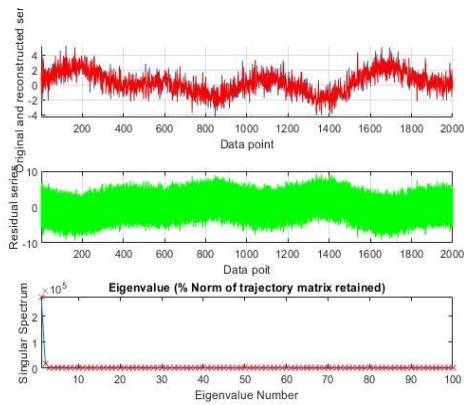 Original and reconstructed ser
4
2
0
-2
-4
200 400 600 800 1000 1200 1400 1600 1800 2000
Data point
Residual series
10
0
-10
200 400 600 800 1000 1200 1400 1600 1800 2000
Data poit
Eigenvalue (% Norm of trajectory matrix retained)
Singular Spectrum
× 10^5
2
1
0
10 20 30 40 50 60 70 80 90 100
Eigenvalue Number